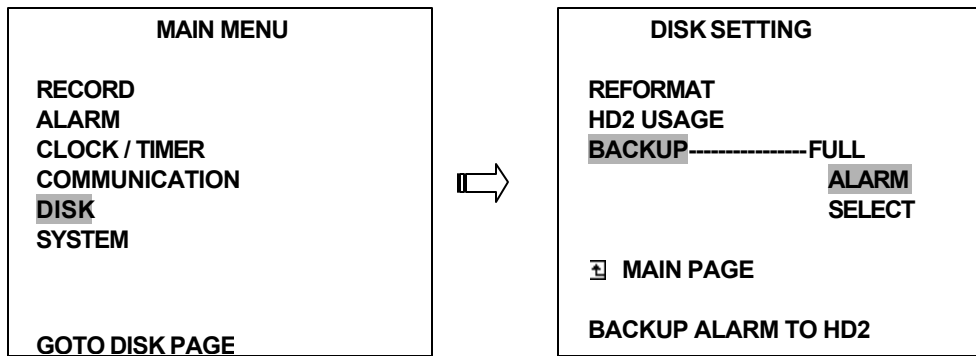 MAIN MENU
RECORD
ALARM
CLOCK / TIMER
COMMUNICATION
DISK
SYSTEM
GOTO DISK PAGE
DISK SETTING
REFORMAT
HD2 USAGE
BACKUP----------------FULL
ALARM
SELECT
MAIN PAGE
BACKUP ALARM TO HD2